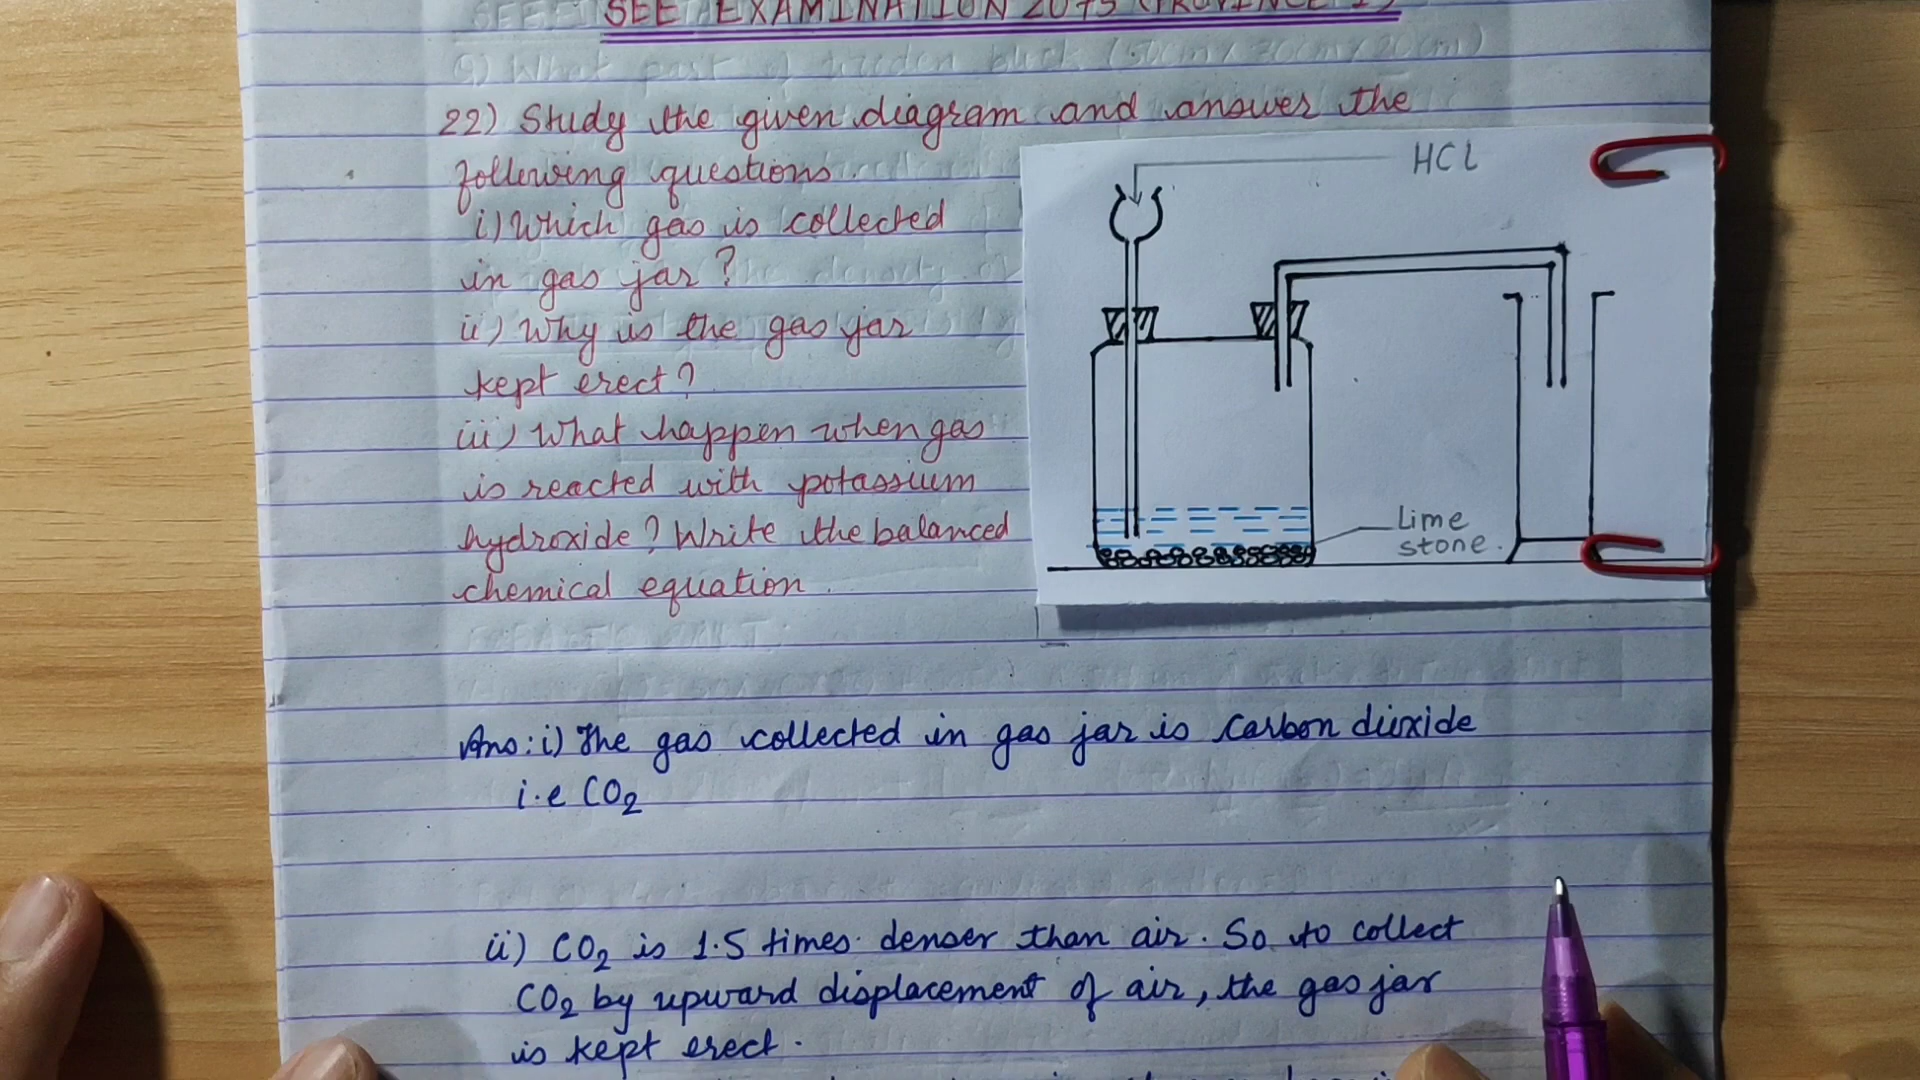 SEE EXAMINATION 2075 (PROVINCE 1)
22) Study the given diagram and answer the
following questions.
i) Which gas is collected
in gas jar?
ii) Why is the gas jar
kept erect?
iii) What happen when gas
is reacted with potassium
hydroxide? Write the balanced
chemical equation.
HCl
Lime
stone.
Ans: i) The gas collected in gas jar is Carbon dioxide
i.e CO2
ii) CO2 is 1.5 times denser than air. So to collect
CO2 by upward displacement of air, the gas jar
is kept erect.